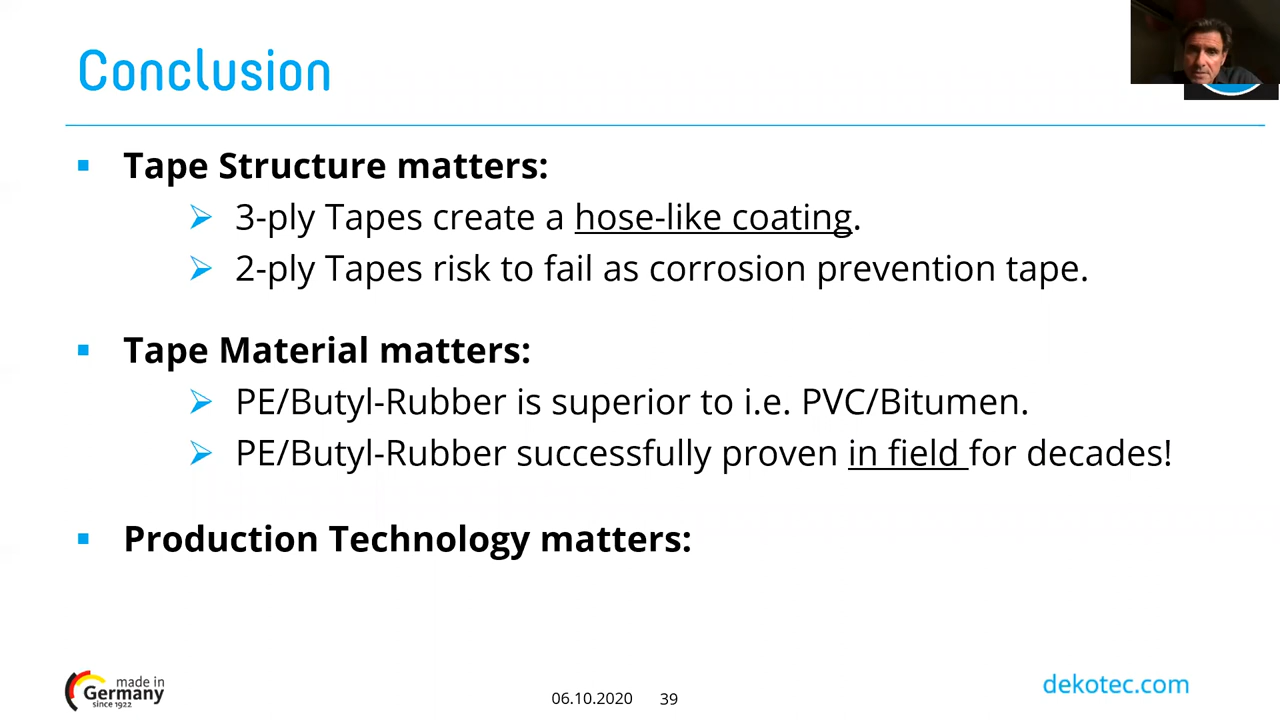 Conclusion
Tape Structure matters:
3-ply Tapes create a hose-like coating.
2-ply Tapes risk to fail as corrosion prevention tape.
Tape Material matters:
PE/Butyl-Rubber is superior to i.e. PVC/Bitumen.
PE/Butyl-Rubber successfully proven in field for decades!
Production Technology matters:
made in
Germany
since 1922
06.10.2020 39
dekotec.com